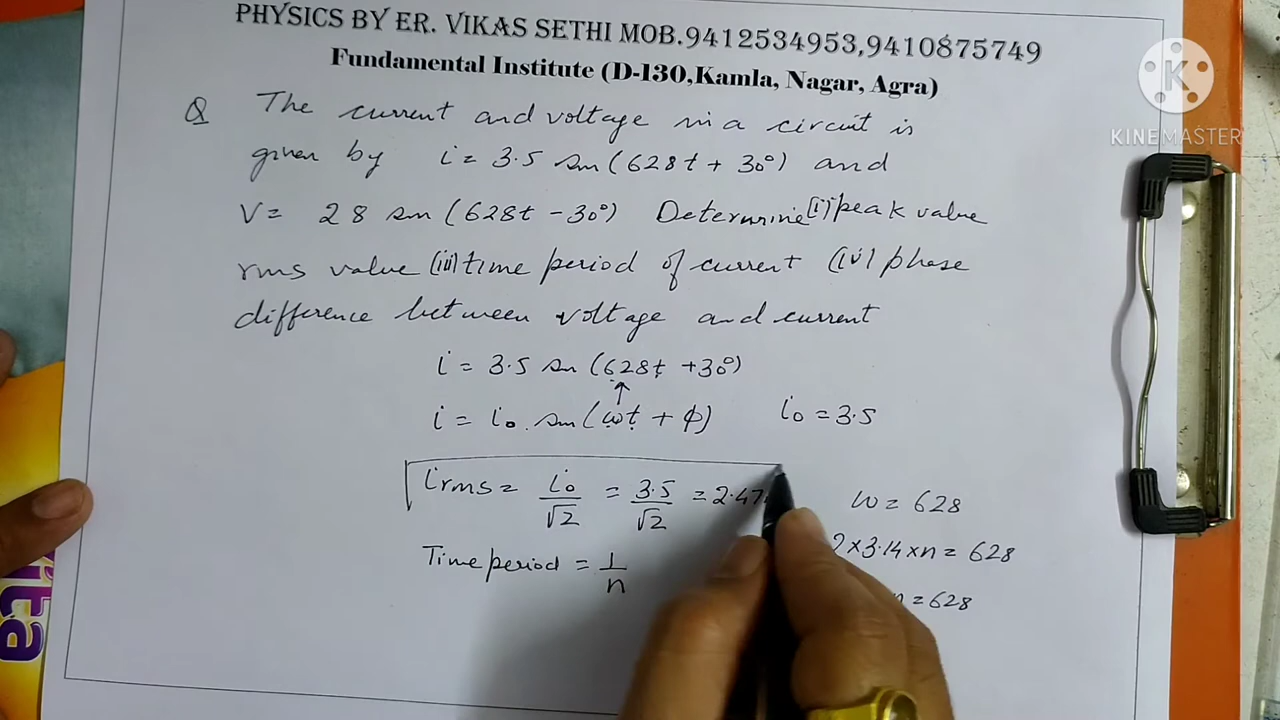 PHYSICS BY ER. VIKAS SETHI MOB.9412534953,9410875749
Fundamental Institute (D-130,Kamla, Nagar, Agra)
KINEMASTER
Q The current and voltage in a circuit is
given by i = 3.5 sin (628t + 30°) and
V = 28 sin (628t - 30°) Determine (i) peak value
rms value (iii) time period of current (iv) phase
difference between voltage and current
i = 3.5 sin (628t + 30°)
i = i₀ sin (ωt + ϕ) i₀ = 3.5
irms = i₀/√2 = 3.5/√2 = 2.47
ω = 628
2×3.14×n = 628
Time period = 1/n
n = 628
ita